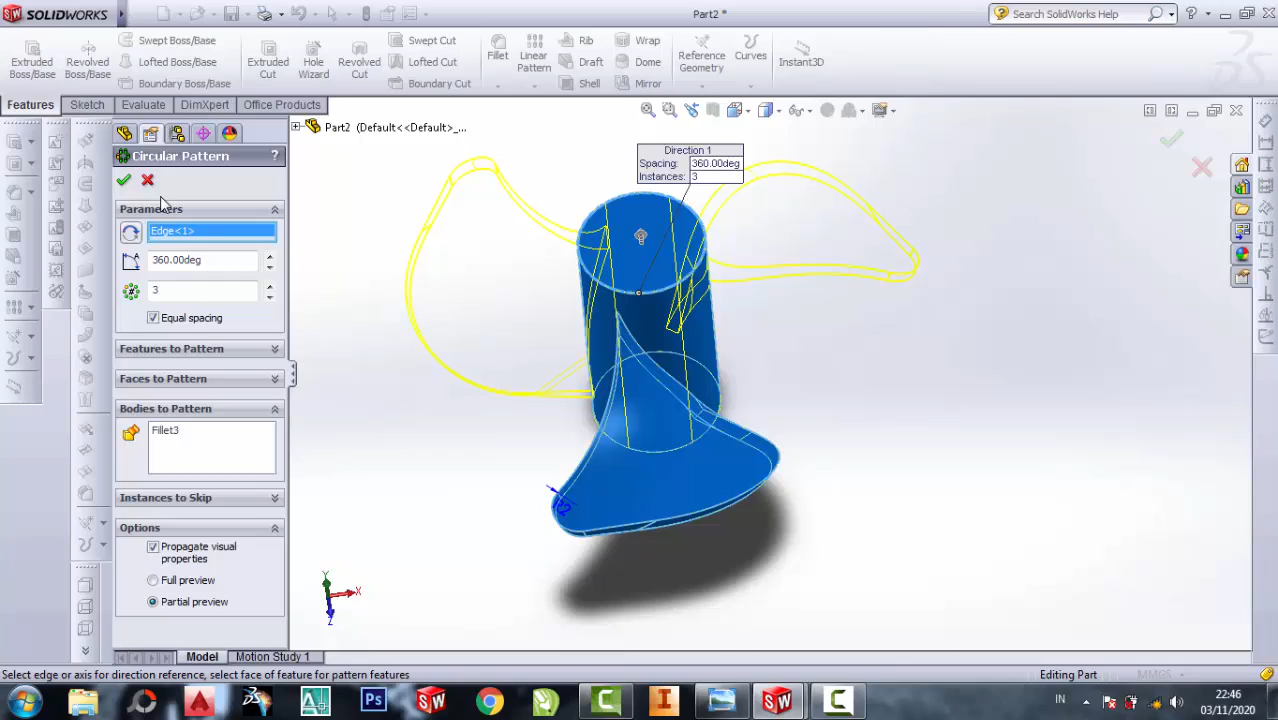 SOLIDWORKS
Part2 *
Search SolidWorks Help
Extruded Boss/Base
Revolved Boss/Base
Swept Boss/Base
Lofted Boss/Base
Boundary Boss/Base
Extruded Cut
Hole Wizard
Revolved Cut
Swept Cut
Lofted Cut
Boundary Cut
Fillet
Linear Pattern
Rib
Draft
Shell
Wrap
Dome
Mirror
Reference Geometry
Curves
Instant3D
Features
Sketch
Evaluate
DimXpert
Office Products
Part2 (Default<<Default>_...
Circular Pattern
?
Parameters
Edge<1>
360.00deg
3
Equal spacing
Features to Pattern
Faces to Pattern
Bodies to Pattern
Fillet3
Instances to Skip
Options
Propagate visual
properties
Full preview
Partial preview
Direction 1
Spacing: 360.00deg
Instances: 3
R2
Y
X
Z
Model
Motion Study 1
Select edge or axis for direction reference, select face of feature for pattern features
Editing Part
MMGS
IN
22:46
03/11/2020